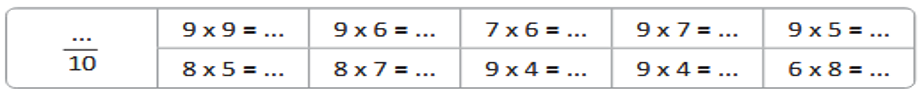 ...
10
9 x 9 = ... 9 x 6 = ... 7 x 6 = ... 9 x 7 = ... 9 x 5 = ...
8 x 5 = ... 8 x 7 = ... 9 x 4 = ... 9 x 4 = ... 6 x 8 = ...